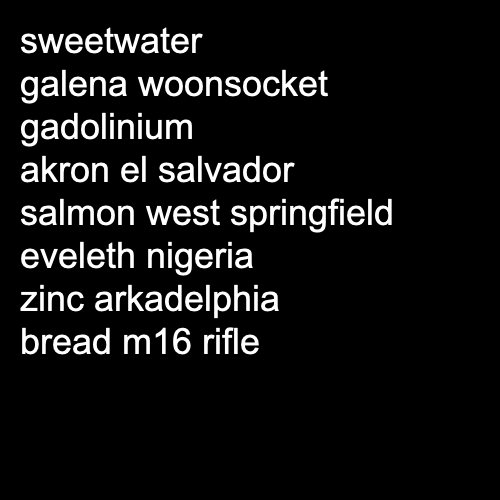 sweetwater
galena woonsocket
gadolinium
akron el salvador
salmon west springfield
eveleth nigeria
zinc arkadelphia
bread m16 rifle